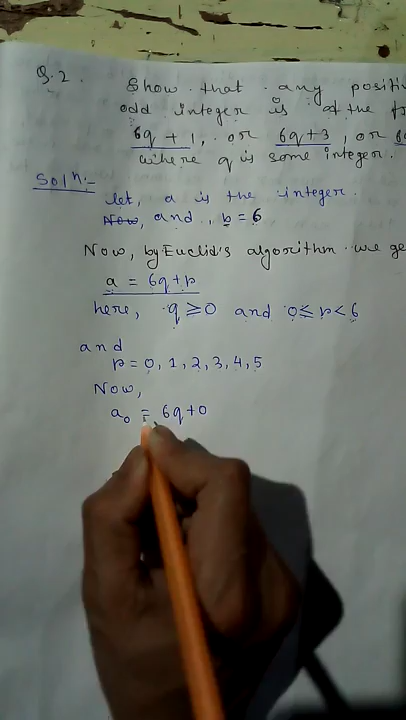 Q.2. Show that any positi
odd integer is of the f
6q + 1, or 6q + 3, or 6
where q is some integer.
Solⁿ:-
let, a is the integer.
Now, and, b = 6
Now, by Euclid's algorithm we ge
a = 6q + p
here, q ≥ 0 and 0 ≤ p < 6
and
p = 0, 1, 2, 3, 4, 5
Now,
a₀ = 6q + 0